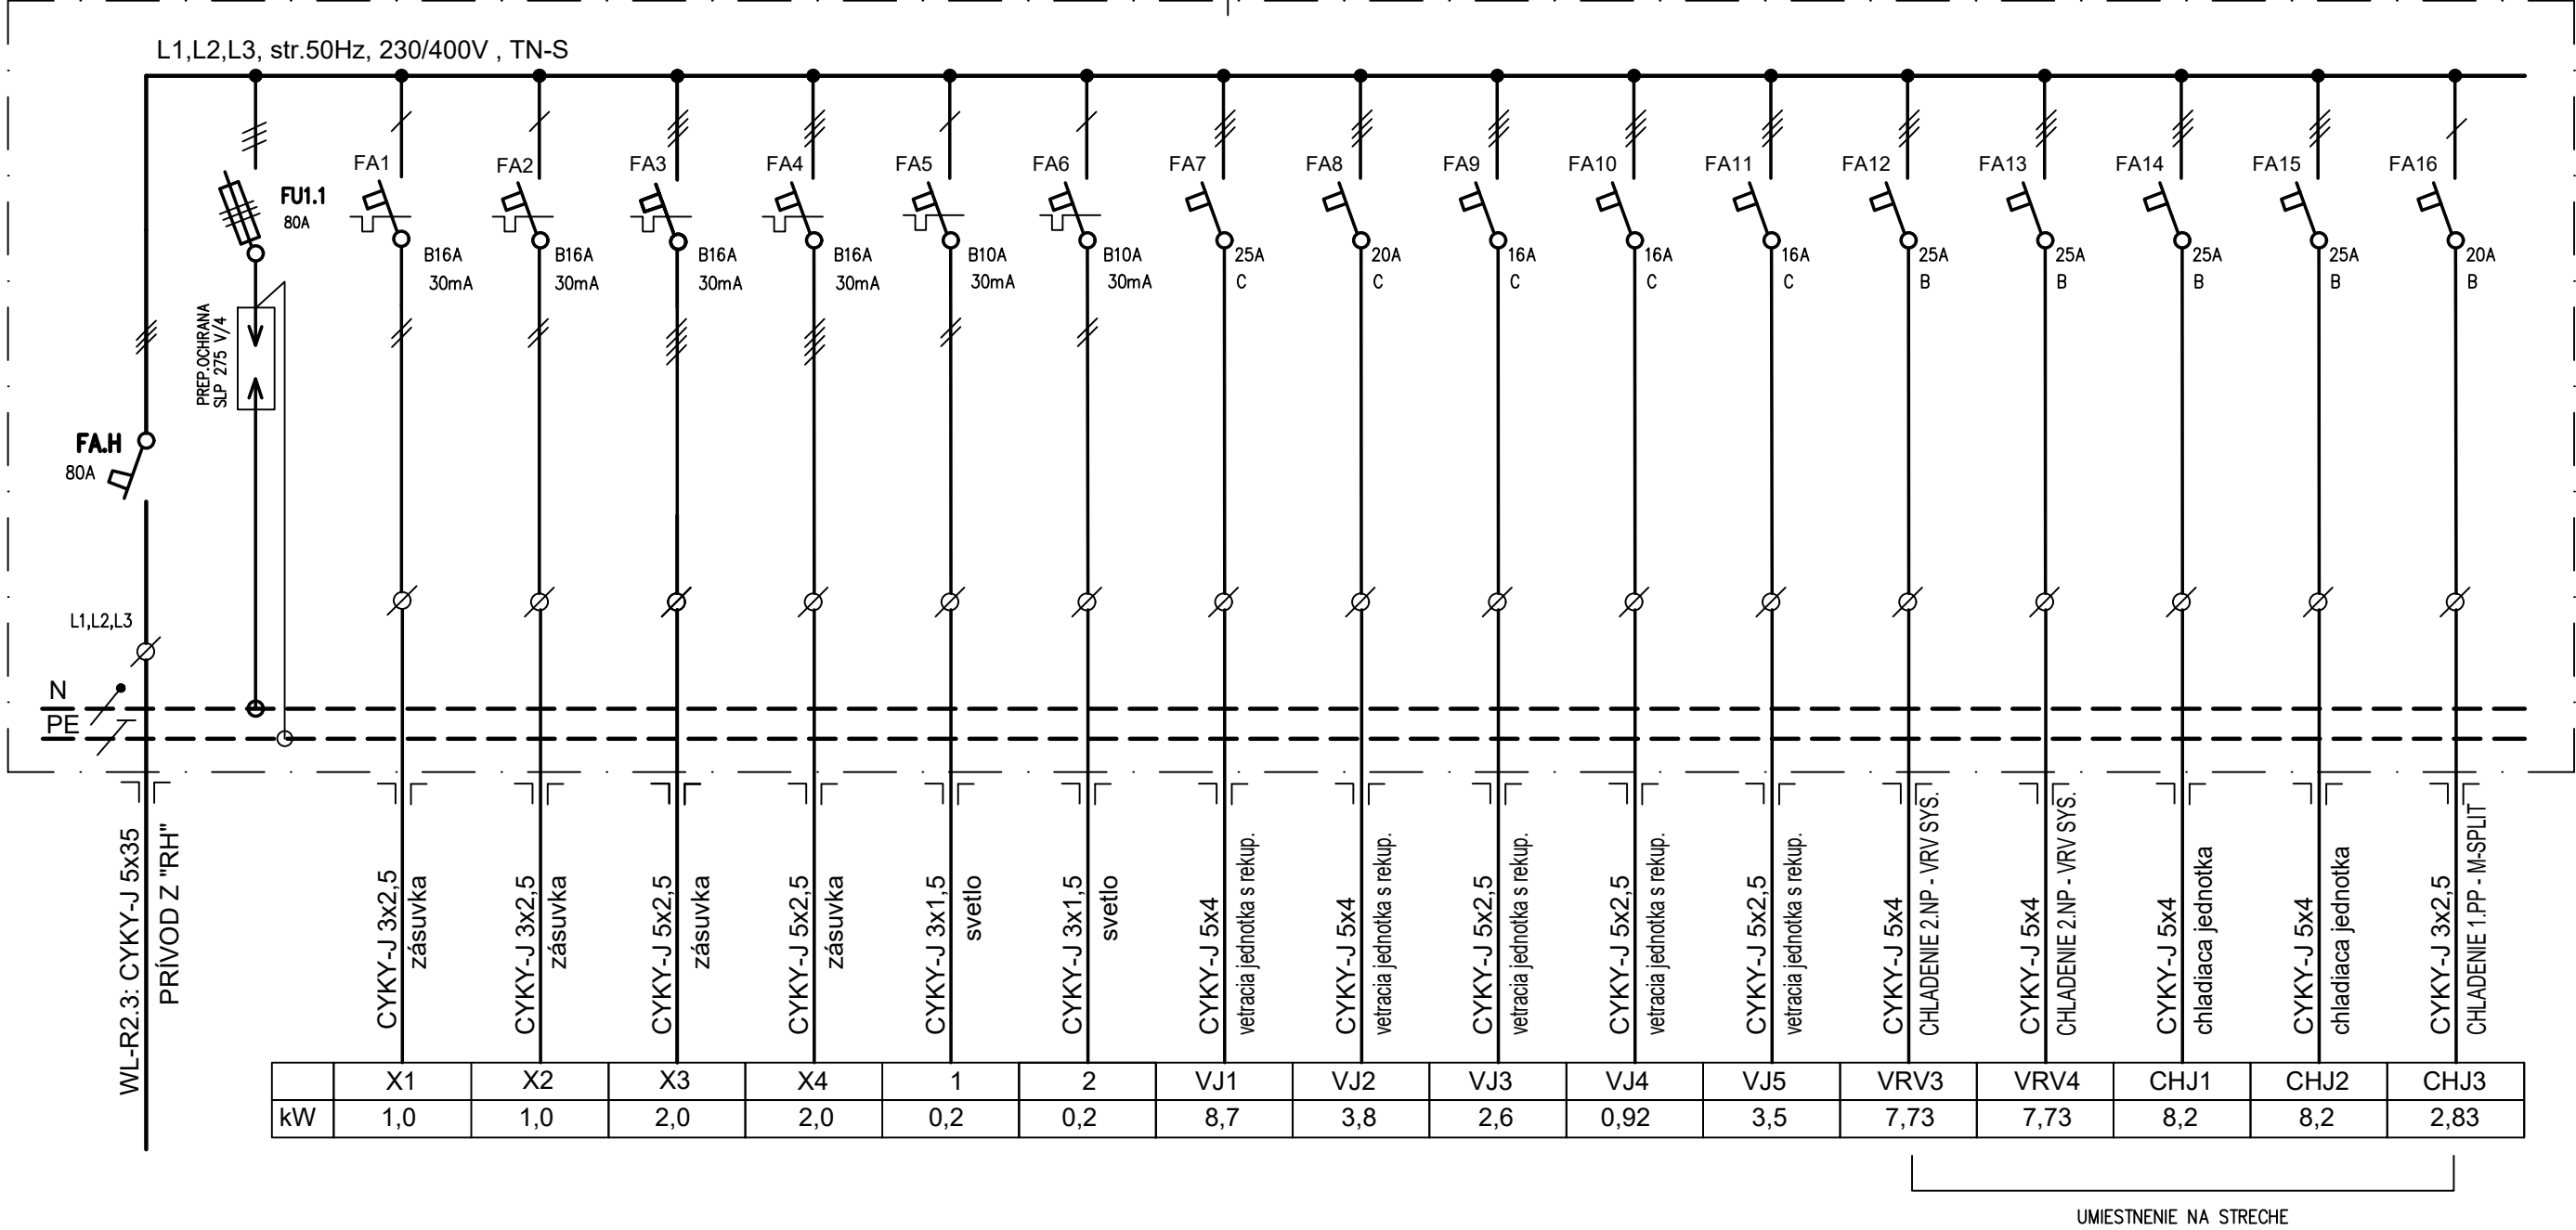 L1,L2,L3, str.50Hz, 230/400V , TN-S
FU1.1
80A
PREP.OCHRANA
SLP 275 V/4
FA.H
80A
L1,L2,L3
N
PE
WL-R2.3: CYKY-J 5x35
PRÍVOD Z "RH"
FA1
B16A
30mA
CYKY-J 3x2,5
zásuvka
FA2
B16A
30mA
CYKY-J 3x2,5
zásuvka
FA3
B16A
30mA
CYKY-J 5x2,5
zásuvka
FA4
B16A
30mA
CYKY-J 5x2,5
zásuvka
FA5
B10A
30mA
CYKY-J 3x1,5
svetlo
FA6
B10A
30mA
CYKY-J 3x1,5
svetlo
FA7
25A
C
CYKY-J 5x4
vetracia jednotka s rekup.
FA8
20A
C
CYKY-J 5x4
vetracia jednotka s rekup.
FA9
16A
C
CYKY-J 5x2,5
vetracia jednotka s rekup.
FA10
16A
C
CYKY-J 5x2,5
vetracia jednotka s rekup.
FA11
16A
C
CYKY-J 5x2,5
vetracia jednotka s rekup.
FA12
25A
B
CYKY-J 5x4
CHLADENIE 2.NP - VRV SYS.
FA13
25A
B
CYKY-J 5x4
CHLADENIE 2.NP - VRV SYS.
FA14
25A
B
CYKY-J 5x4
chladiaca jednotka
FA15
25A
B
CYKY-J 5x4
chladiaca jednotka
FA16
20A
B
CYKY-J 3x2,5
CHLADENIE 1.PP - M-SPLIT
X1 X2 X3 X4 1 2 VJ1 VJ2 VJ3 VJ4 VJ5 VRV3 VRV4 CHJ1 CHJ2 CHJ3
kW 1,0 1,0 2,0 2,0 0,2 0,2 8,7 3,8 2,6 0,92 3,5 7,73 7,73 8,2 8,2 2,83
UMIESTNENIE NA STRECHE